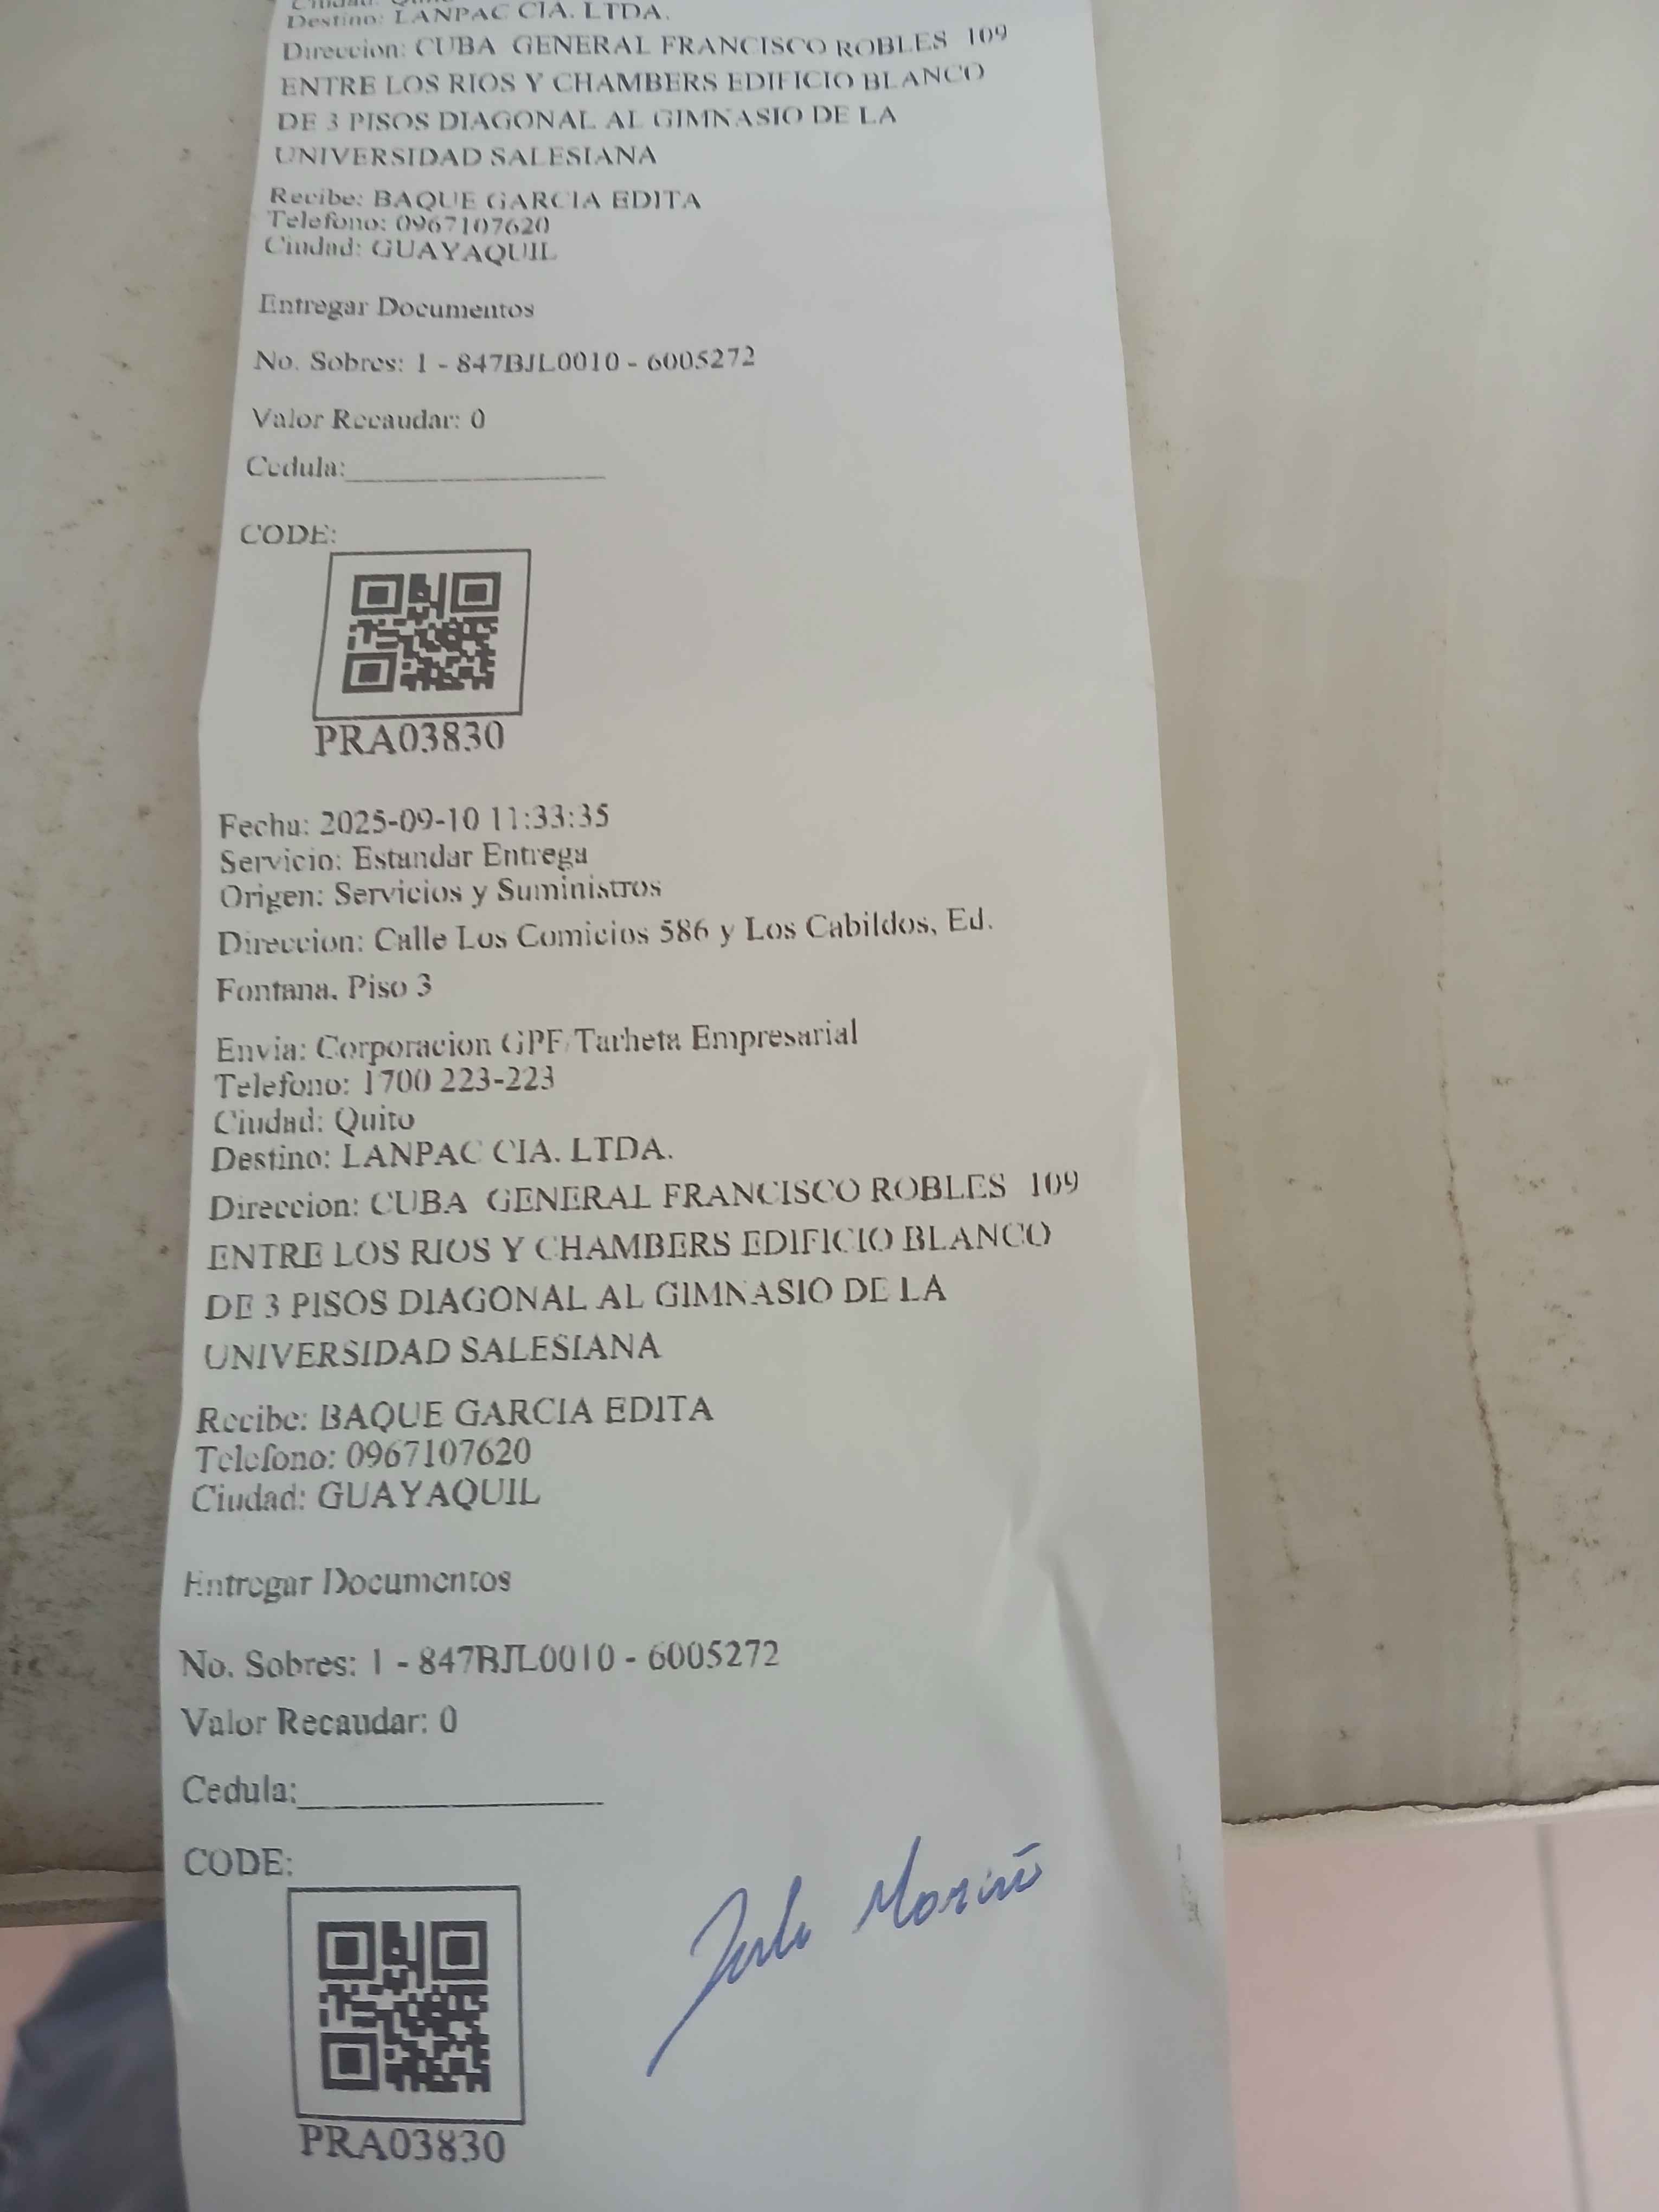 Destino: LANPAC CIA. LTDA.
Direccion: CUBA GENERAL FRANCISCO ROBLES 109
ENTRE LOS RIOS Y CHAMBERS EDIFICIO BLANCO
DE 3 PISOS DIAGONAL AL GIMNASIO DE LA
UNIVERSIDAD SALESIANA
Recibe: BAQUE GARCIA EDITA
Telefono: 0967107620
Ciudad: GUAYAQUIL
Entregar Documentos
No. Sobres: 1 - 847BJL0010 - 6005272
Valor Recaudar: 0
Cedula:
CODE:
PRA03830
Fecha: 2025-09-10 11:33:35
Servicio: Estandar Entrega
Origen: Servicios y Suministros
Direccion: Calle Los Comicios 586 y Los Cabildos, Ed.
Fontana, Piso 3
Envia: Corporacion GPF/Tarheta Empresarial
Telefono: 1700 223-223
Ciudad: Quito
Destino: LANPAC CIA. LTDA.
Direccion: CUBA GENERAL FRANCISCO ROBLES 109
ENTRE LOS RIOS Y CHAMBERS EDIFICIO BLANCO
DE 3 PISOS DIAGONAL AL GIMNASIO DE LA
UNIVERSIDAD SALESIANA
Recibe: BAQUE GARCIA EDITA
Telefono: 0967107620
Ciudad: GUAYAQUIL
Entregar Documentos
No. Sobres: 1 - 847BJL0010 - 6005272
Valor Recaudar: 0
Cedula:
CODE:
PRA03830